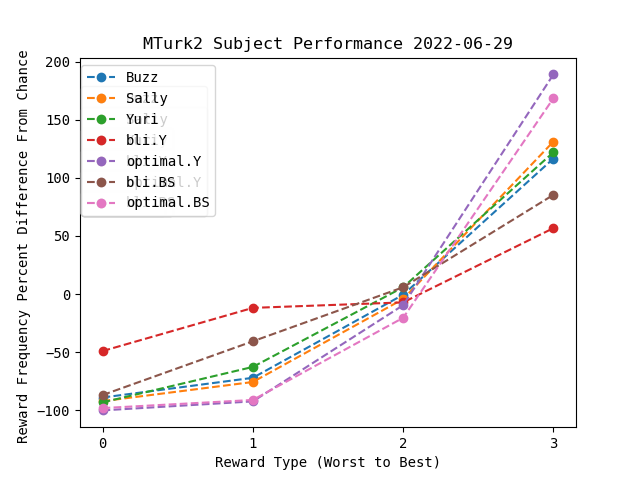 MTurk2 Subject Performance 2022-06-29
Reward Frequency Percent Difference From Chance
200
150
100
50
0
−50
−100
Buzz
Sally
Yuri
bli.Y
optimal.Y
bli.BS
optimal.BS
0 1 2 3
Reward Type (Worst to Best)